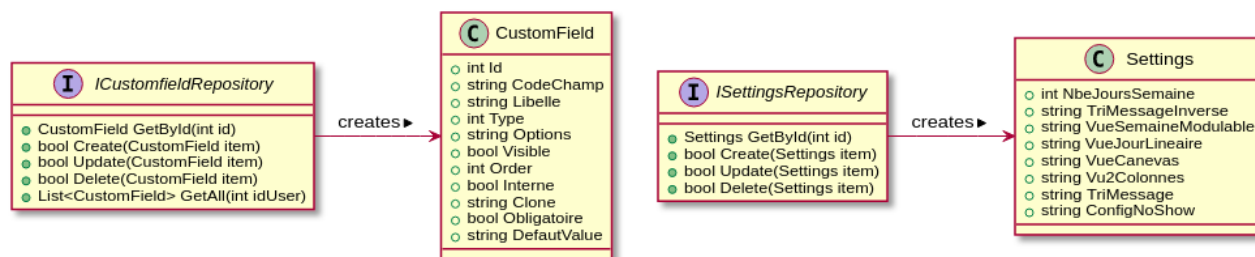 I ICustomfieldRepository
CustomField GetById(int id)
bool Create(CustomField item)
bool Update(CustomField item)
bool Delete(CustomField item)
List<CustomField> GetAll(int idUser)
creates
C CustomField
int Id
string CodeChamp
string Libelle
int Type
string Options
bool Visible
int Order
bool Interne
string Clone
bool Obligatoire
string DefautValue
I ISettingsRepository
Settings GetById(int id)
bool Create(Settings item)
bool Update(Settings item)
bool Delete(Settings item)
creates
C Settings
int NbeJoursSemaine
string TriMessageInverse
string VueSemaineModulable
string VueJourLineaire
string VueCanevas
string Vu2Colonnes
string TriMessage
string ConfigNoShow